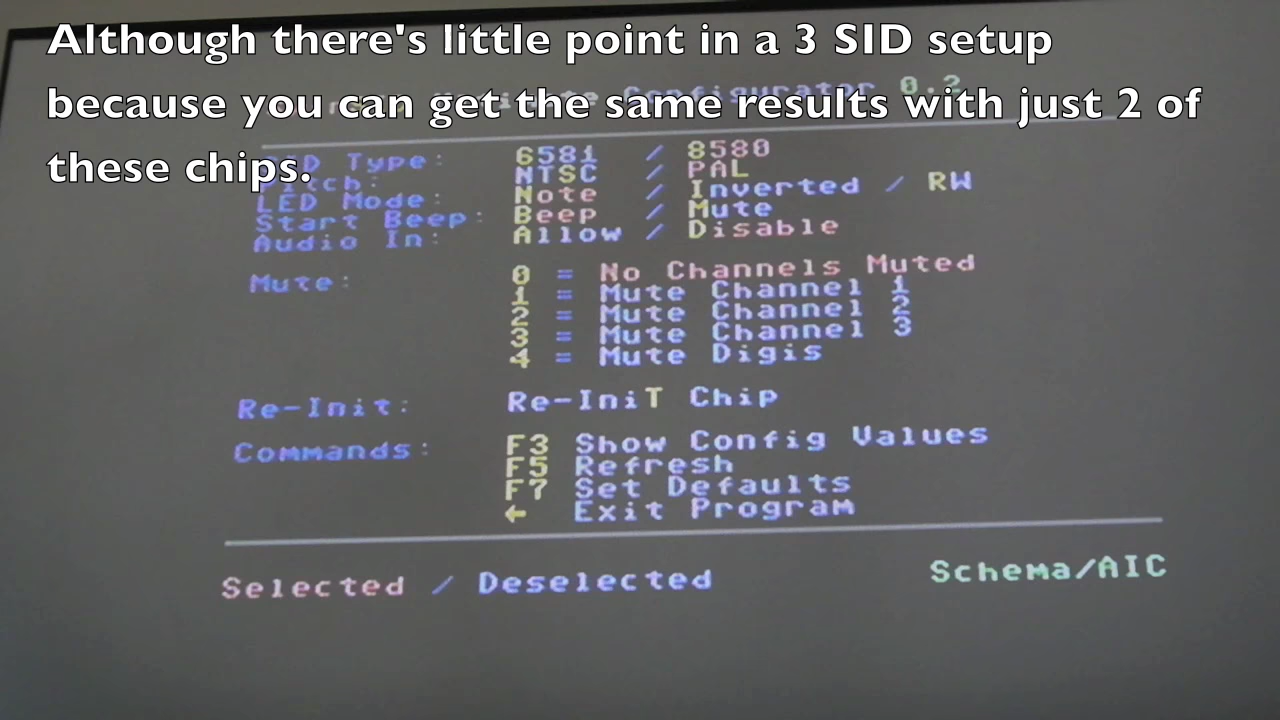 Although there's little point in a 3 SID setup
because you can get the same results with just 2 of
these chips.
Configurator 0.2
Type: 6581 / 8580
Pitch: NTSC / PAL
LED Mode: Note / Inverted / RW
Start Beep: Beep / Mute
Audio In: Allow / Disable
Mute: 0 = No Channels Muted
1 = Mute Channel 1
2 = Mute Channel 2
3 = Mute Channel 3
4 = Mute Digis
Re-Init: Re-IniT Chip
Commands: F3 Show Config Values
F5 Refresh
F7 Set Defaults
← Exit Program
Selected / Deselected Schema/AIC